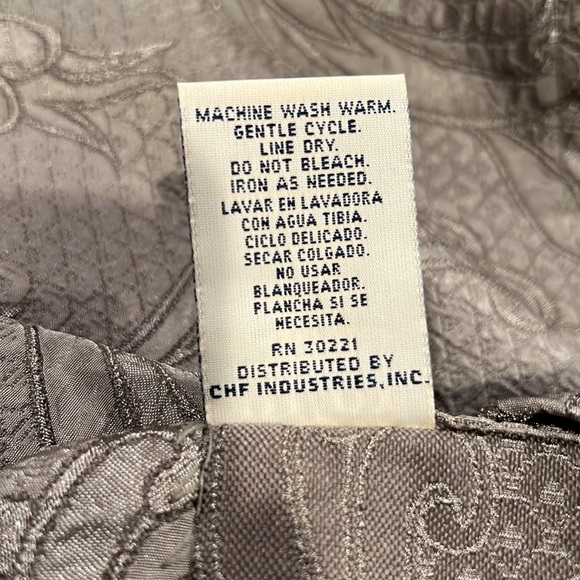 MACHINE WASH WARM.
GENTLE CYCLE.
LINE DRY.
DO NOT BLEACH.
IRON AS NEEDED.
LAVAR EN LAVADORA
CON AGUA TIBIA.
CICLO DELICADO.
SECAR COLGADO.
NO USAR
BLANQUEADOR.
PLANCHA SI SE
NECESITA.
RN 30221
DISTRIBUTED BY
CHF INDUSTRIES, INC.